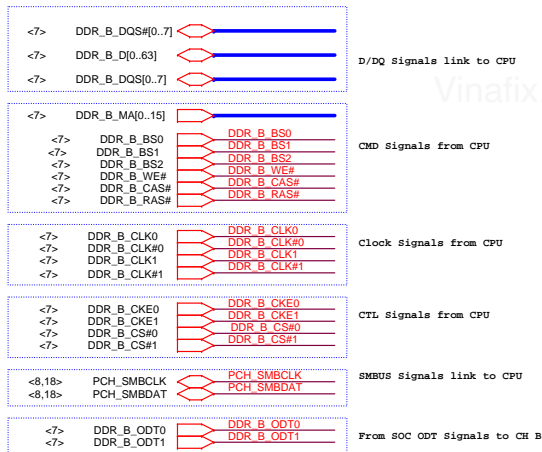 <7> DDR_B_DQS#[0..7]
<7> DDR_B_D[0..63]
D/DQ Signals link to CPU
<7> DDR_B_DQS[0..7]
Vinafix
<7> DDR_B_MA[0..15]
<7> DDR_B_BS0 DDR_B_BS0
CMD Signals from CPU
<7> DDR_B_BS1 DDR_B_BS1
<7> DDR_B_BS2 DDR_B_BS2
<7> DDR_B_WE# DDR_B_WE#
<7> DDR_B_CAS# DDR_B_CAS#
<7> DDR_B_RAS# DDR_B_RAS#
<7> DDR_B_CLK0 DDR_B_CLK0
<7> DDR_B_CLK#0 DDR_B_CLK#0
Clock Signals from CPU
<7> DDR_B_CLK1 DDR_B_CLK1
<7> DDR_B_CLK#1 DDR_B_CLK#1
<7> DDR_B_CKE0 DDR_B_CKE0
<7> DDR_B_CKE1 DDR_B_CKE1
CTL Signals from CPU
<7> DDR_B_CS#0 DDR_B_CS#0
<7> DDR_B_CS#1 DDR_B_CS#1
SMBUS Signals link to CPU
<8,18> PCH_SMBCLK PCH_SMBCLK
<8,18> PCH_SMBDAT PCH_SMBDAT
<7> DDR_B_ODT0 DDR_B_ODT0
<7> DDR_B_ODT1 DDR_B_ODT1
From SOC ODT Signals to CH B